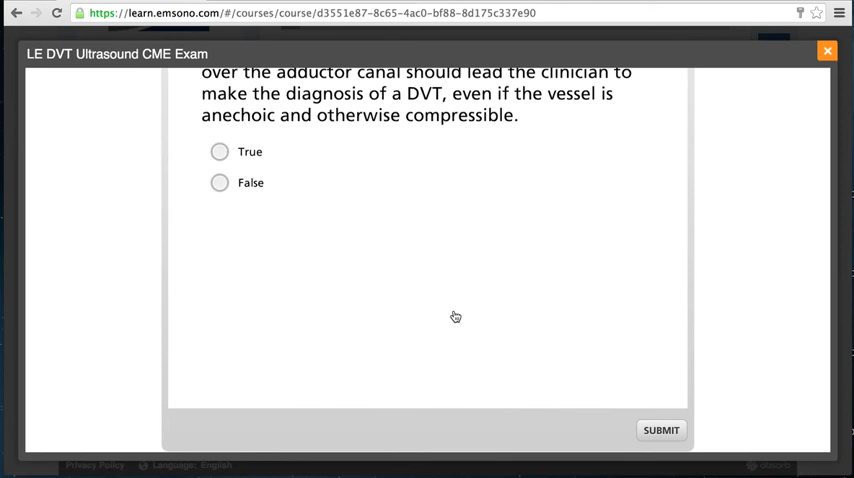 https://learn.emsono.com/#/courses/course/d3551e87-8c65-4ac0-bf88-8d175c337e90
LE DVT Ultrasound CME Exam
over the adductor canal should lead the clinician to
make the diagnosis of a DVT, even if the vessel is
anechoic and otherwise compressible.
True
False
SUBMIT
Privacy Policy Language: English
absorb